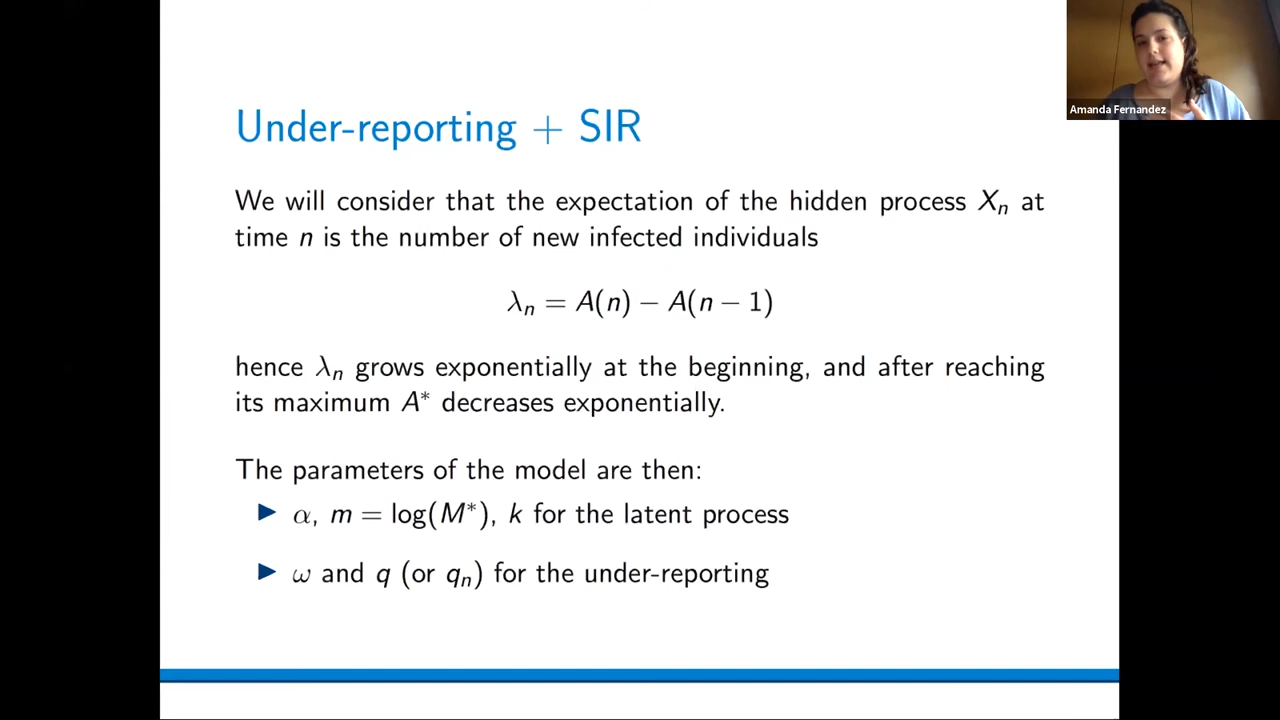 Amanda Fernandez
Under-reporting + SIR
We will consider that the expectation of the hidden process Xₙ at
time n is the number of new infected individuals
λₙ = A(n) − A(n − 1)
hence λₙ grows exponentially at the beginning, and after reaching
its maximum A* decreases exponentially.
The parameters of the model are then:
▶ α, m = log(M*), k for the latent process
▶ ω and q (or qₙ) for the under-reporting